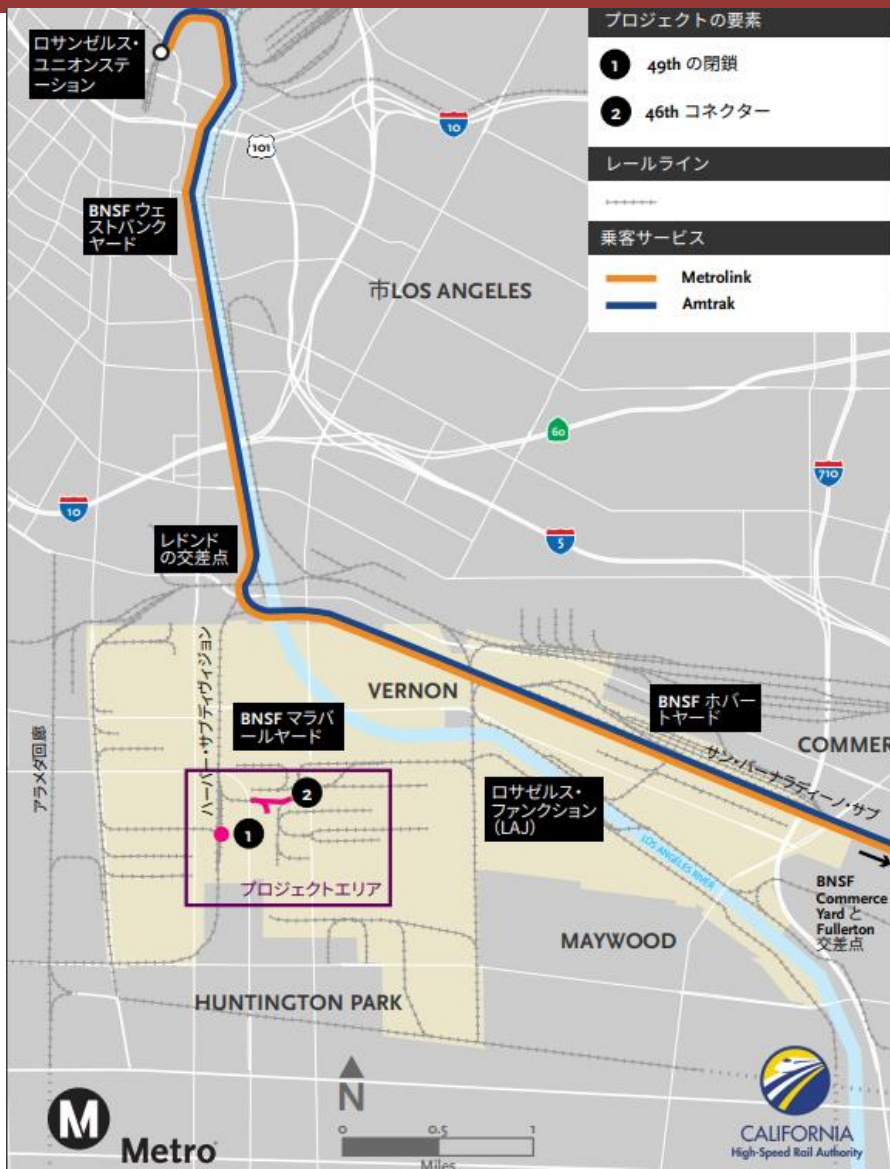 プロジェクトの要素
1 49th の閉鎖
2 46th コネクター
レールライン
乗客サービス
Metrolink
Amtrak
ロサンゼルス・
ユニオンステ
ーション
101
10
BNSF ウェ
ストバンク
ヤード
市LOS ANGELES
60
710
10
5
レドンド
の交差点
アラメダ回廊
ハーバー・サブディヴィジョン
VERNON
BNSF マラバ
ールヤード
BNSF ホバー
トヤード
サン・バーナラディーノ・サブ
COMMER
ロサゼルス・
ファンクション
(LAJ)
LOS ANGELES RIVER
2
1
プロジェクトエリア
BNSF
Commerce
Yard と
Fullerton
交差点
MAYWOOD
HUNTINGTON PARK
N
0 0.5 1
Miles
M
Metro
CALIFORNIA
High-Speed Rail Authority